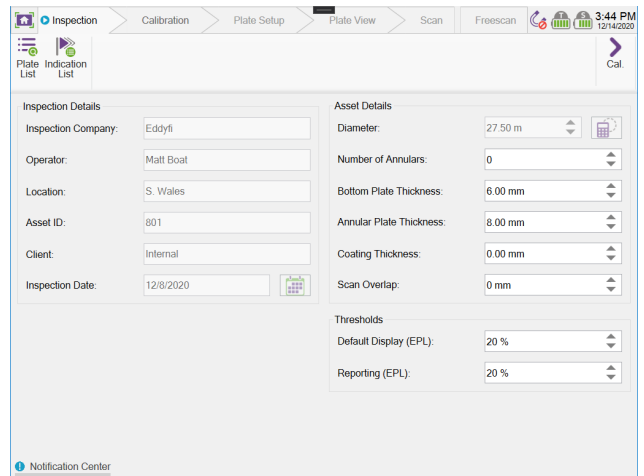 Inspection Calibration Plate Setup Plate View Scan Freescan T S 3:44 PM
12/14/2020
Plate List Indication List Cal.
Inspection Details
Inspection Company: Eddyfi
Operator: Matt Boat
Location: S. Wales
Asset ID: 801
Client: Internal
Inspection Date: 12/8/2020
Asset Details
Diameter: 27.50 m
Number of Annulars: 0
Bottom Plate Thickness: 6.00 mm
Annular Plate Thickness: 8.00 mm
Coating Thickness: 0.00 mm
Scan Overlap: 0 mm
Thresholds
Default Display (EPL): 20 %
Reporting (EPL): 20 %
Notification Center